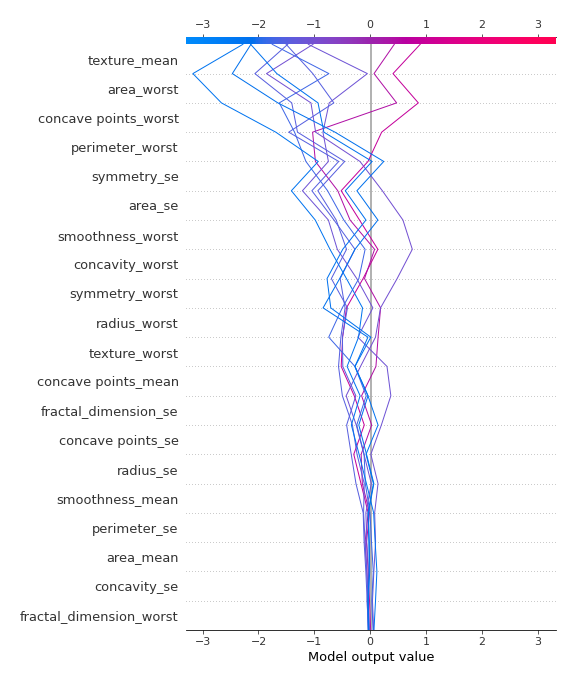 −3 −2 −1 0 1 2 3
texture_mean
area_worst
concave points_worst
perimeter_worst
symmetry_se
area_se
smoothness_worst
concavity_worst
symmetry_worst
radius_worst
texture_worst
concave points_mean
fractal_dimension_se
concave points_se
radius_se
smoothness_mean
perimeter_se
area_mean
concavity_se
fractal_dimension_worst
−3 −2 −1 0 1 2 3
Model output value